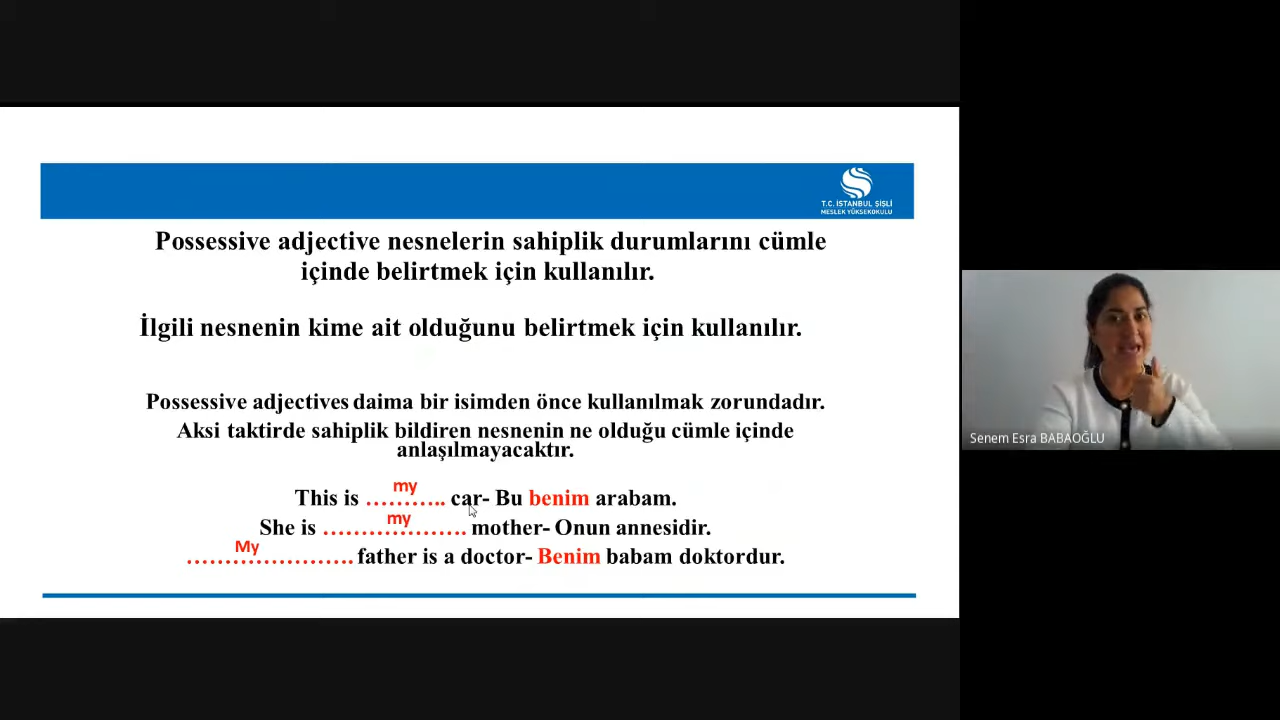 T.C. İSTANBUL ŞİŞLİ
MESLEK YÜKSEKOKULU
Possessive adjective nesnelerin sahiplik durumlarını cümle
içinde belirtmek için kullanılır.
İlgili nesnenin kime ait olduğunu belirtmek için kullanılır.
Possessive adjectives daima bir isimden önce kullanılmak zorundadır.
Aksi taktirde sahiplik bildiren nesnenin ne olduğu cümle içinde
anlaşılmayacaktır.
This is ...my........ car- Bu benim arabam.
She is ........my........... mother- Onun annesidir.
......My................ father is a doctor- Benim babam doktordur.
Senem Esra BABAOĞLU